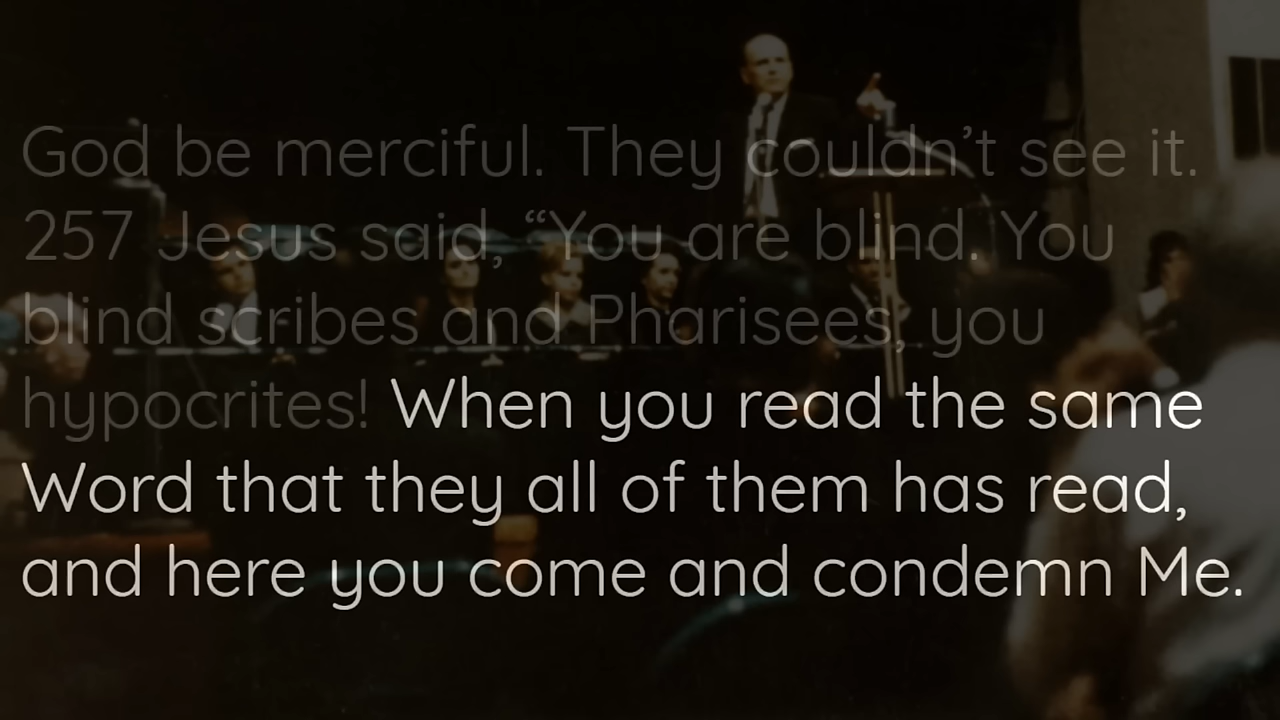 God be merciful. They couldn’t see it.
257 Jesus said, “You are blind. You
blind scribes and Pharisees, you
hypocrites! When you read the same
Word that they all of them has read,
and here you come and condemn Me.